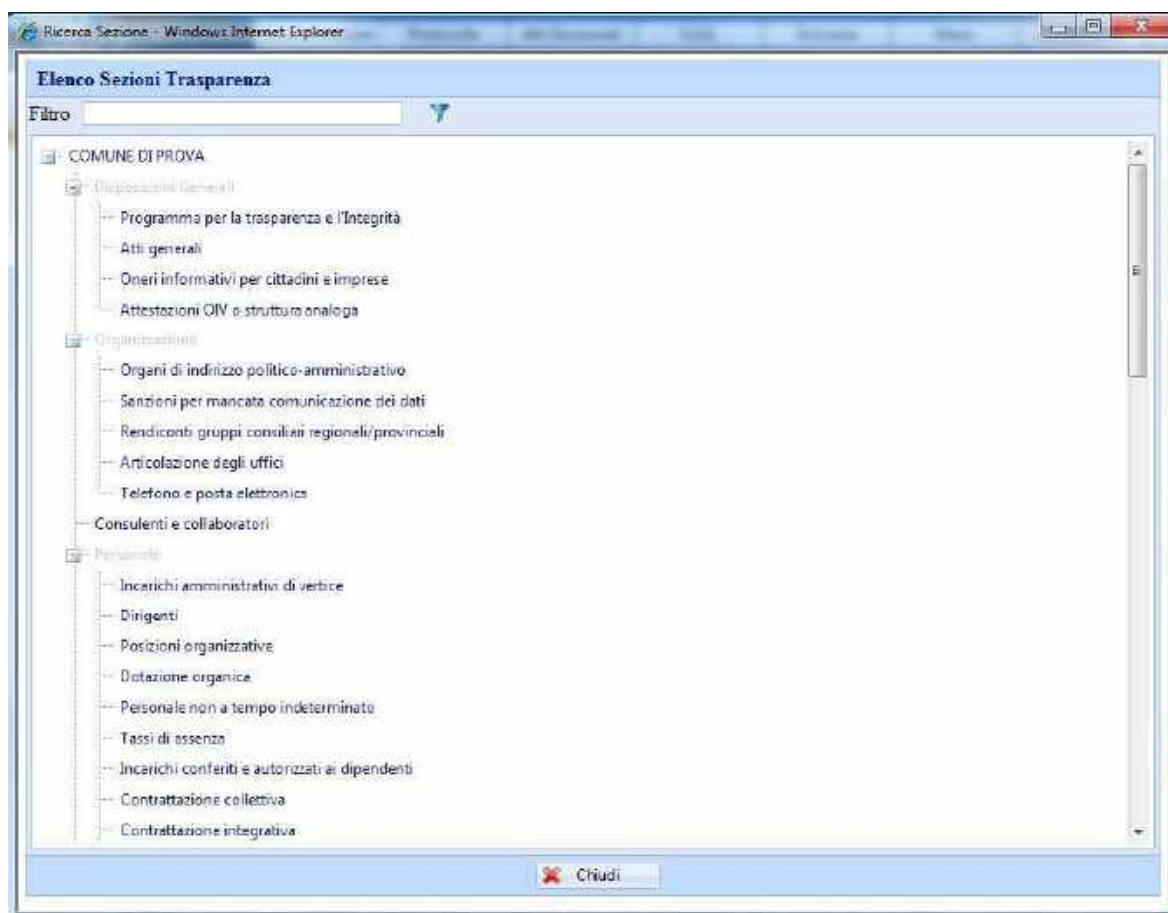 Ricerca Sezione - Windows Internet Explorer
Elenco Sezioni Trasparenza
Filtro
COMUNE DI PROVA
Disposizioni Generali
Programma per la trasparenza e l'Integrità
Atti generali
Oneri informativi per cittadini e imprese
Attestazioni OIV o struttura analoga
Organizzazione
Organi di indirizzo politico-amministrativo
Sanzioni per mancata comunicazione dei dati
Rendiconti gruppi consiliari regionali/provinciali
Articolazione degli uffici
Telefono e posta elettronica
Consulenti e collaboratori
Personale
Incarichi amministrativi di vertice
Dirigenti
Posizioni organizzative
Dotazione organica
Personale non a tempo indeterminato
Tassi di assenza
Incarichi conferiti e autorizzati ai dipendenti
Contrattazione collettiva
Contrattazione integrativa
Chiudi